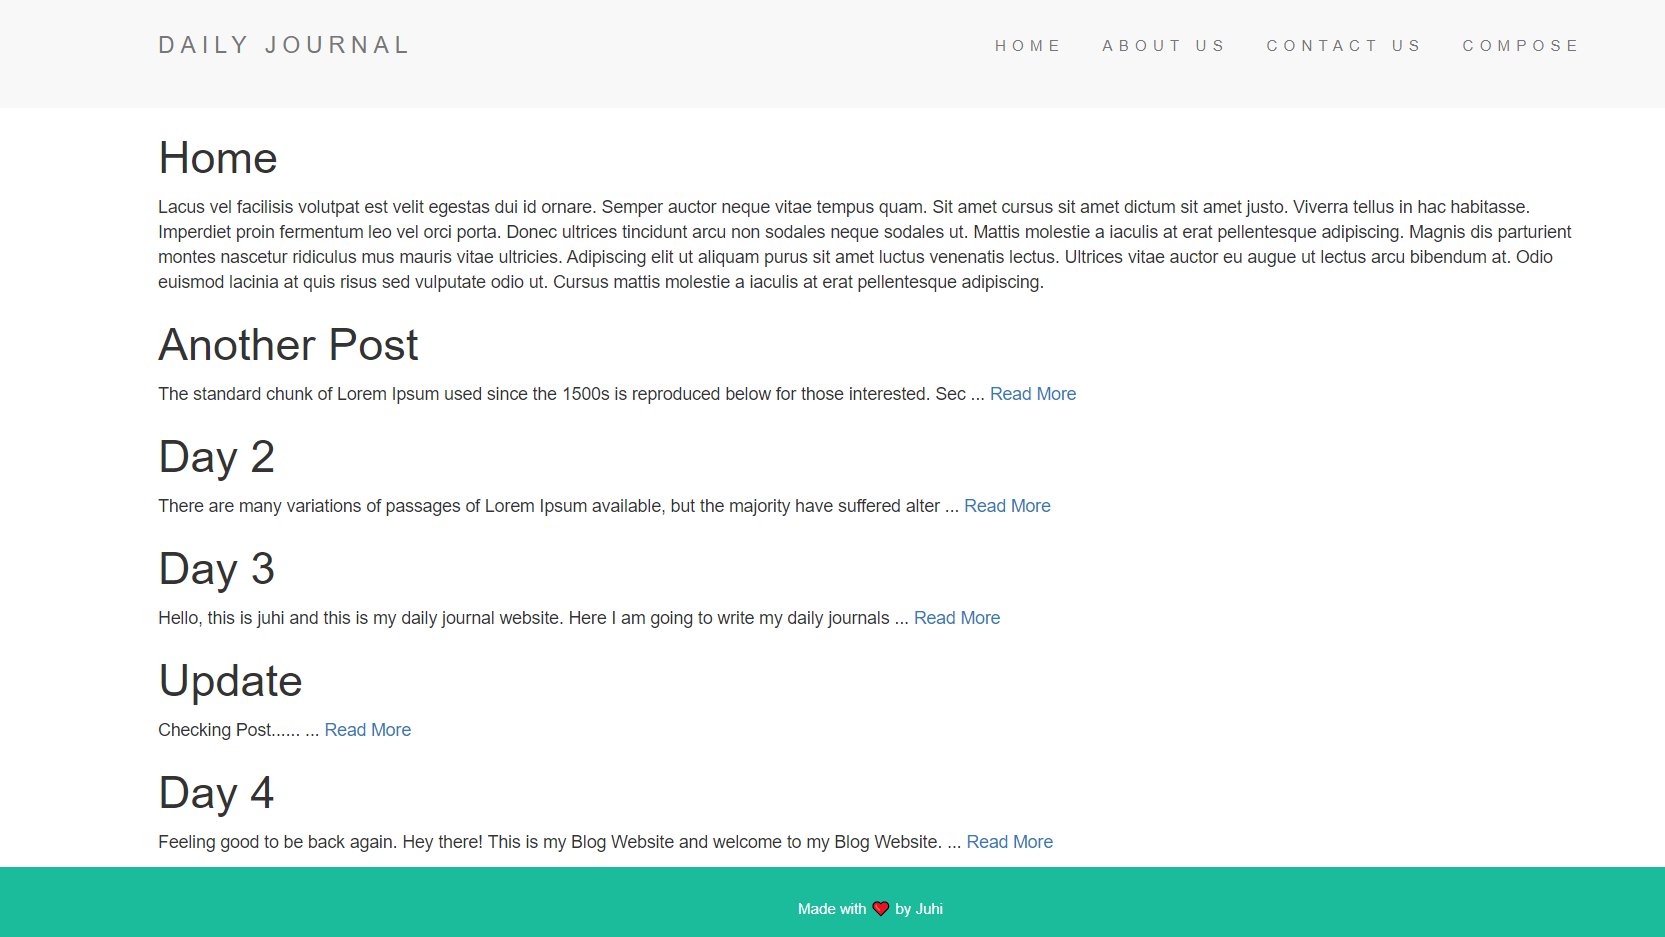 DAILY JOURNAL
HOME ABOUT US CONTACT US COMPOSE
Home
Lacus vel facilisis volutpat est velit egestas dui id ornare. Semper auctor neque vitae tempus quam. Sit amet cursus sit amet dictum sit amet justo. Viverra tellus in hac habitasse.
Imperdiet proin fermentum leo vel orci porta. Donec ultrices tincidunt arcu non sodales neque sodales ut. Mattis molestie a iaculis at erat pellentesque adipiscing. Magnis dis parturient
montes nascetur ridiculus mus mauris vitae ultricies. Adipiscing elit ut aliquam purus sit amet luctus venenatis lectus. Ultrices vitae auctor eu augue ut lectus arcu bibendum at. Odio
euismod lacinia at quis risus sed vulputate odio ut. Cursus mattis molestie a iaculis at erat pellentesque adipiscing.
Another Post
The standard chunk of Lorem Ipsum used since the 1500s is reproduced below for those interested. Sec ... Read More
Day 2
There are many variations of passages of Lorem Ipsum available, but the majority have suffered alter ... Read More
Day 3
Hello, this is juhi and this is my daily journal website. Here I am going to write my daily journals ... Read More
Update
Checking Post...... ... Read More
Day 4
Feeling good to be back again. Hey there! This is my Blog Website and welcome to my Blog Website. ... Read More
Made with ❤️ by Juhi